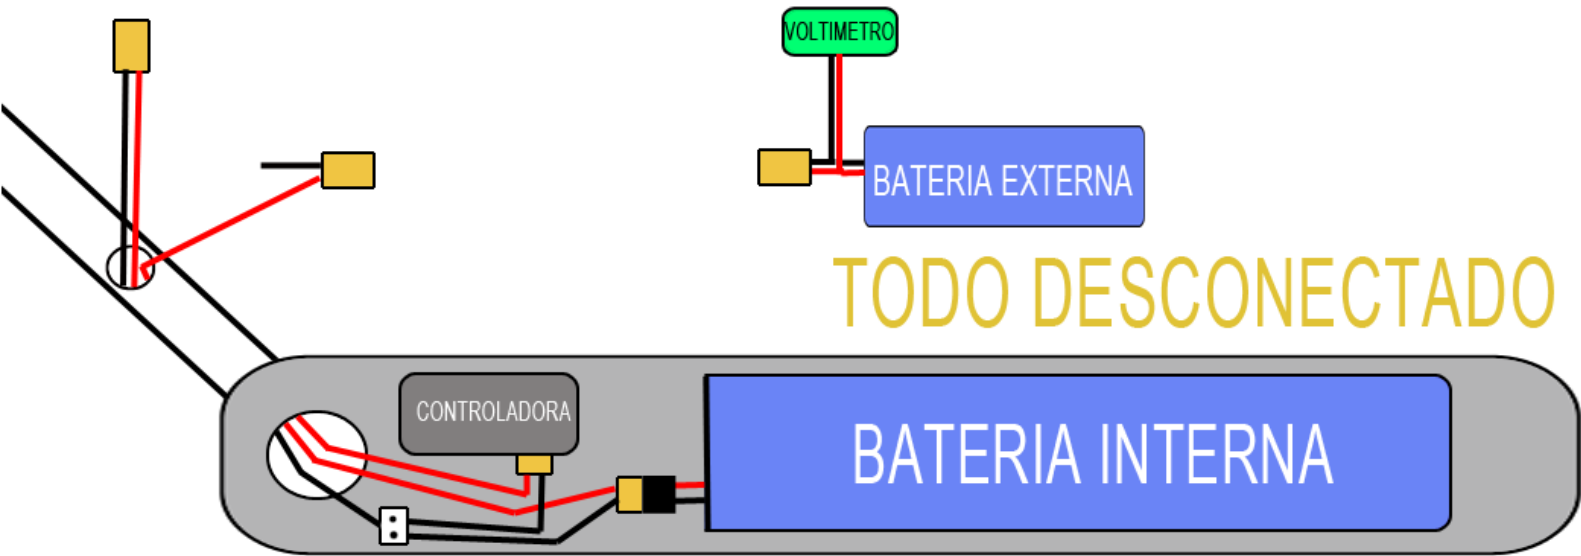 VOLTIMETRO
BATERIA EXTERNA
TODO DESCONECTADO
CONTROLADORA
BATERIA INTERNA